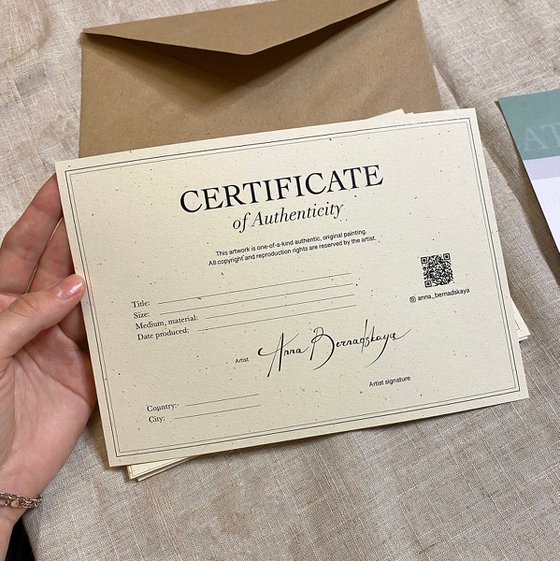 CERTIFICATE
of Authenticity
This artwork is one-of-a-kind authentic, original painting.
All copyright and reproduction rights are reserved by the artist.
Title:
Size:
Medium, material:
Date produced:
anna_bernadskaya
Artist Anna Bernadskaya
Artist signature
Country:
City:
AT